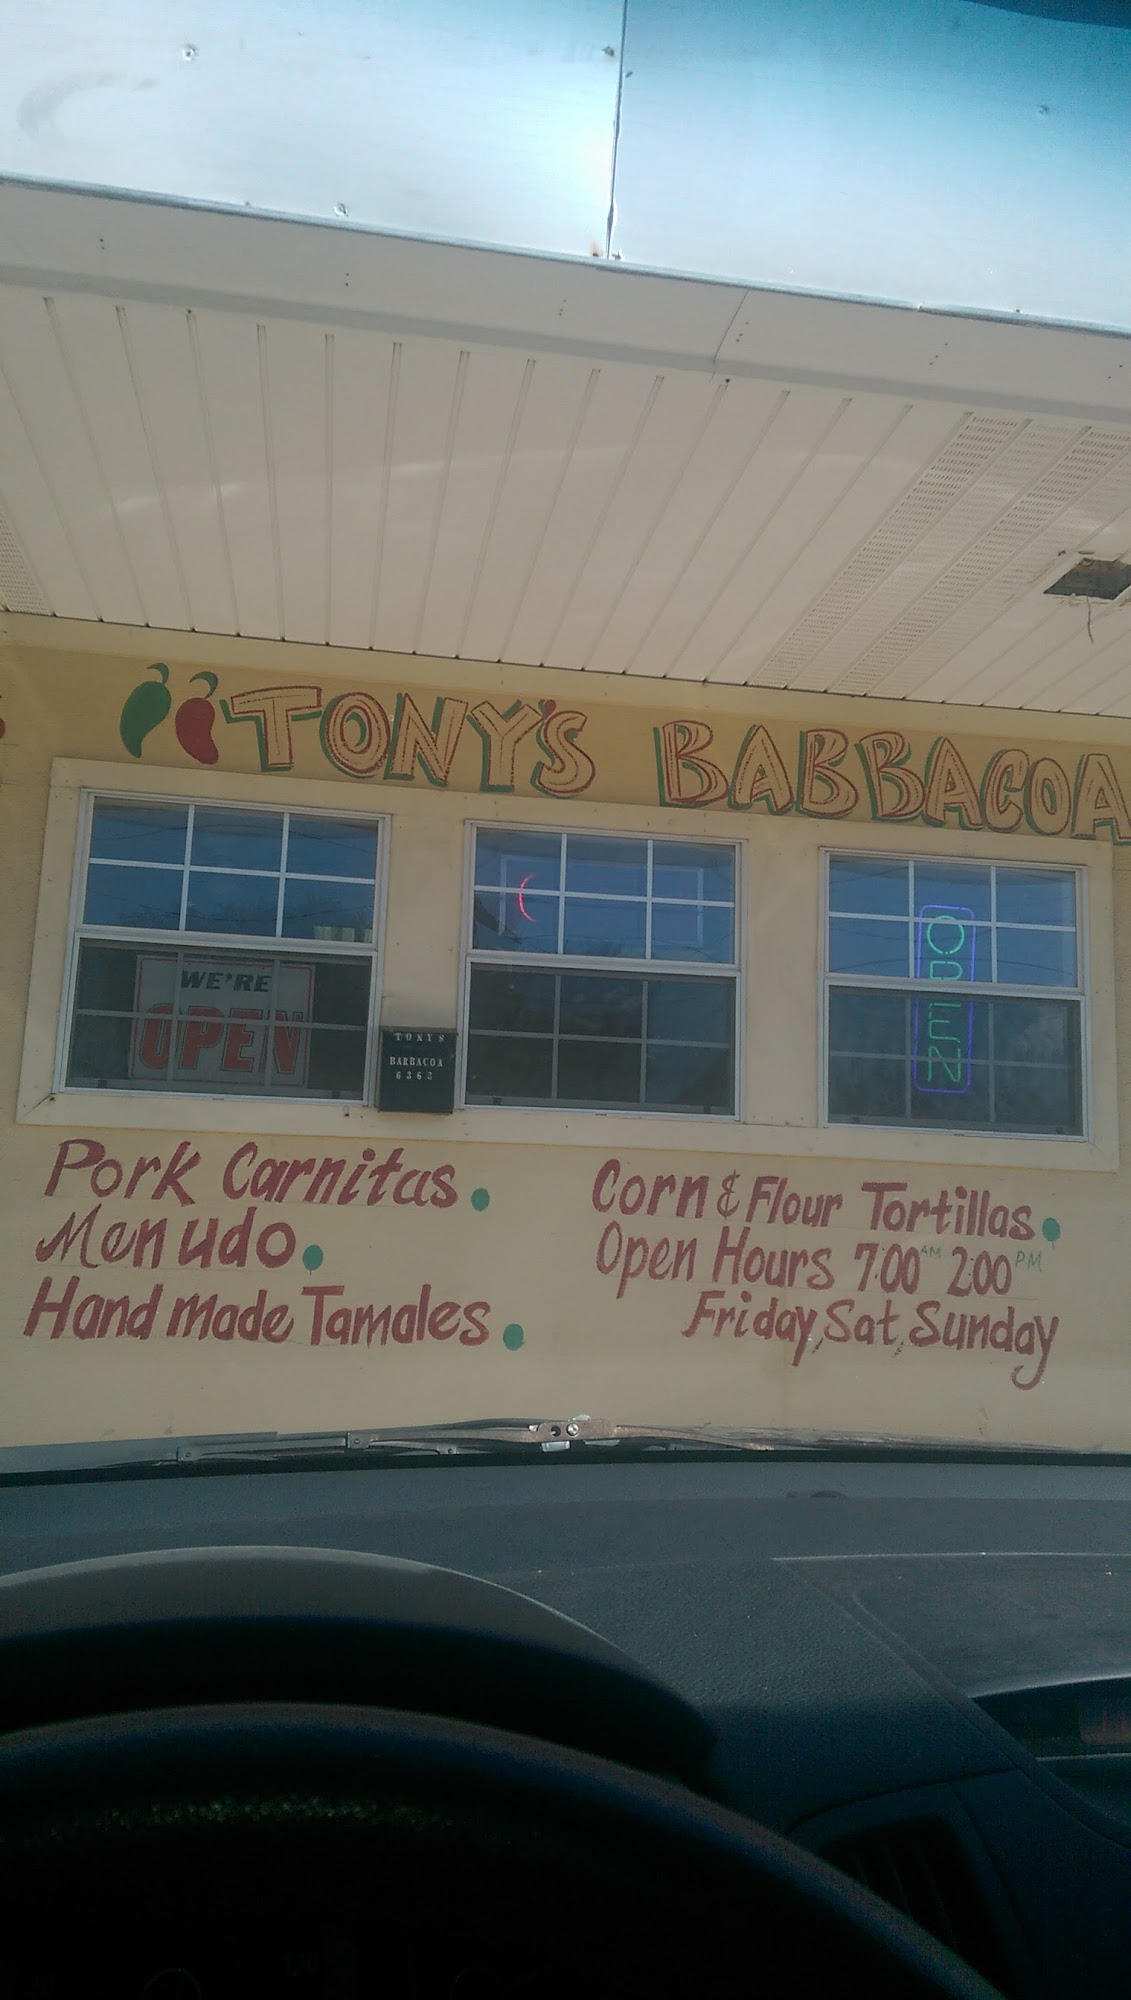 TONY'S BABBACOA
WE'RE
OPEN
TONYS
BARBACOA
6363
OPEN
Pork Carnitas.
Menudo.
Hand made Tamales.
Corn & Flour Tortillas.
Open Hours 7:00 AM 2:00 PM
Friday, Sat, Sunday